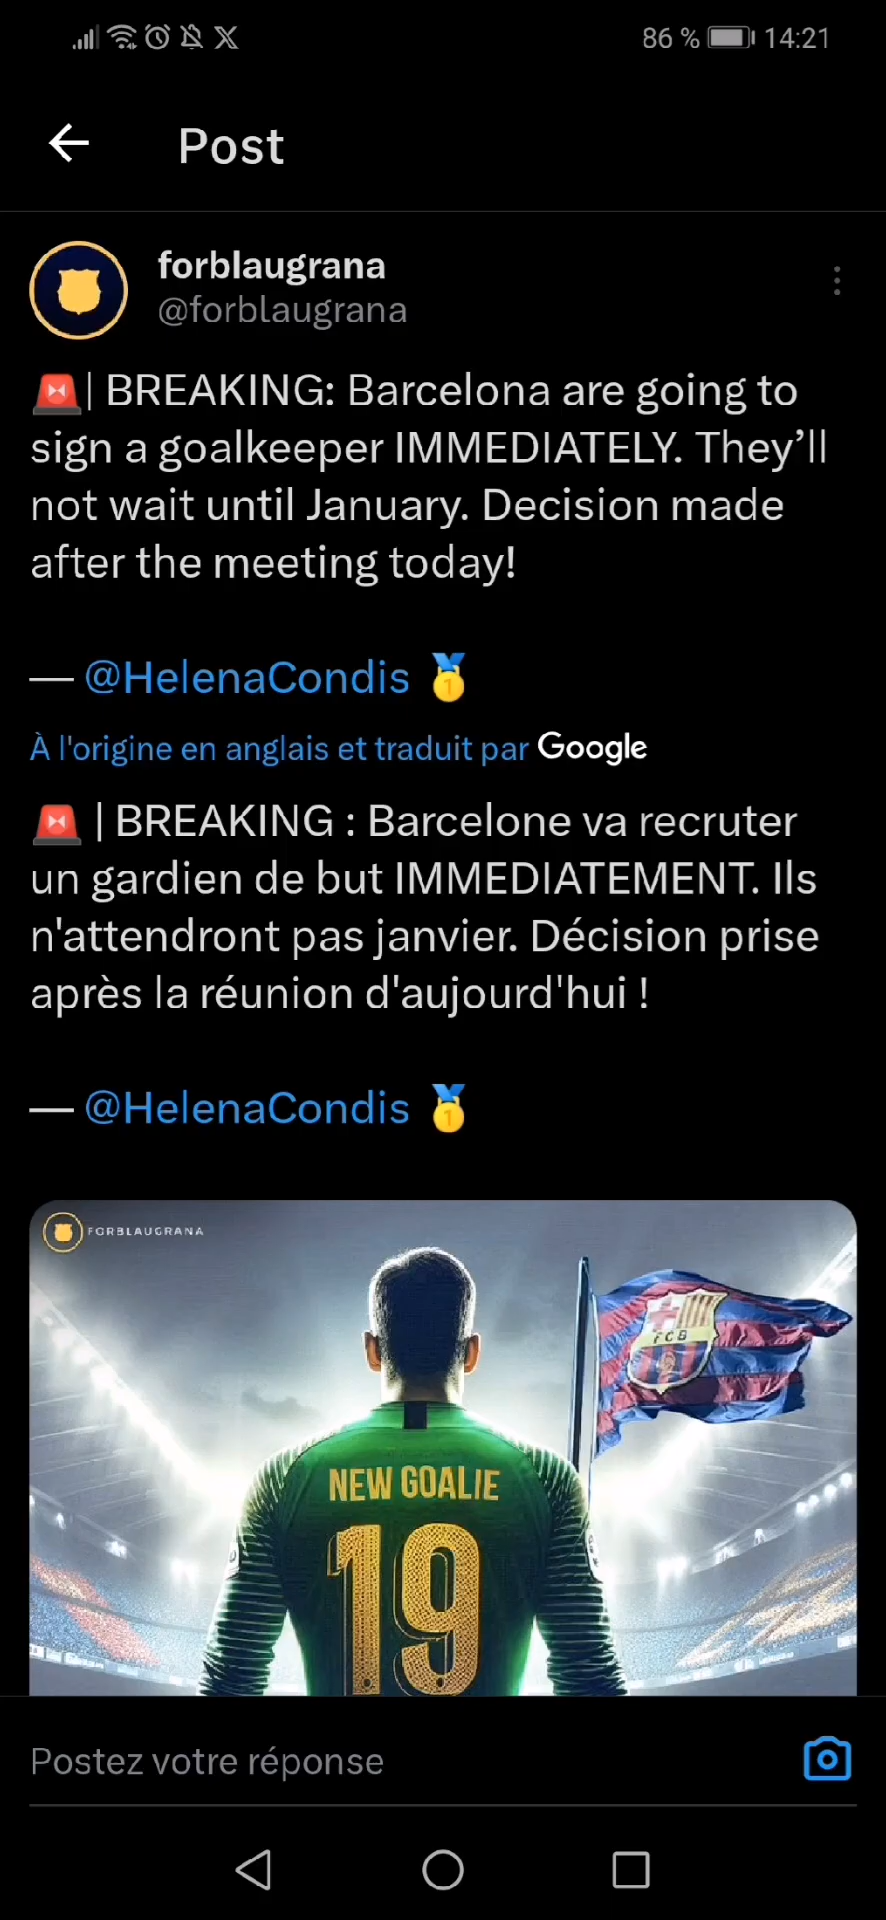 86 % 14:21
Post
forblaugrana
@forblaugrana
🚨| BREAKING: Barcelona are going to
sign a goalkeeper IMMEDIATELY. They’ll
not wait until January. Decision made
after the meeting today!
— @HelenaCondis 🥇
À l'origine en anglais et traduit par Google
🚨 | BREAKING : Barcelone va recruter
un gardien de but IMMEDIATEMENT. Ils
n'attendront pas janvier. Décision prise
après la réunion d'aujourd'hui !
— @HelenaCondis 🥇
FORBLAUGRANA
FCB
NEW GOALIE
19
Postez votre réponse